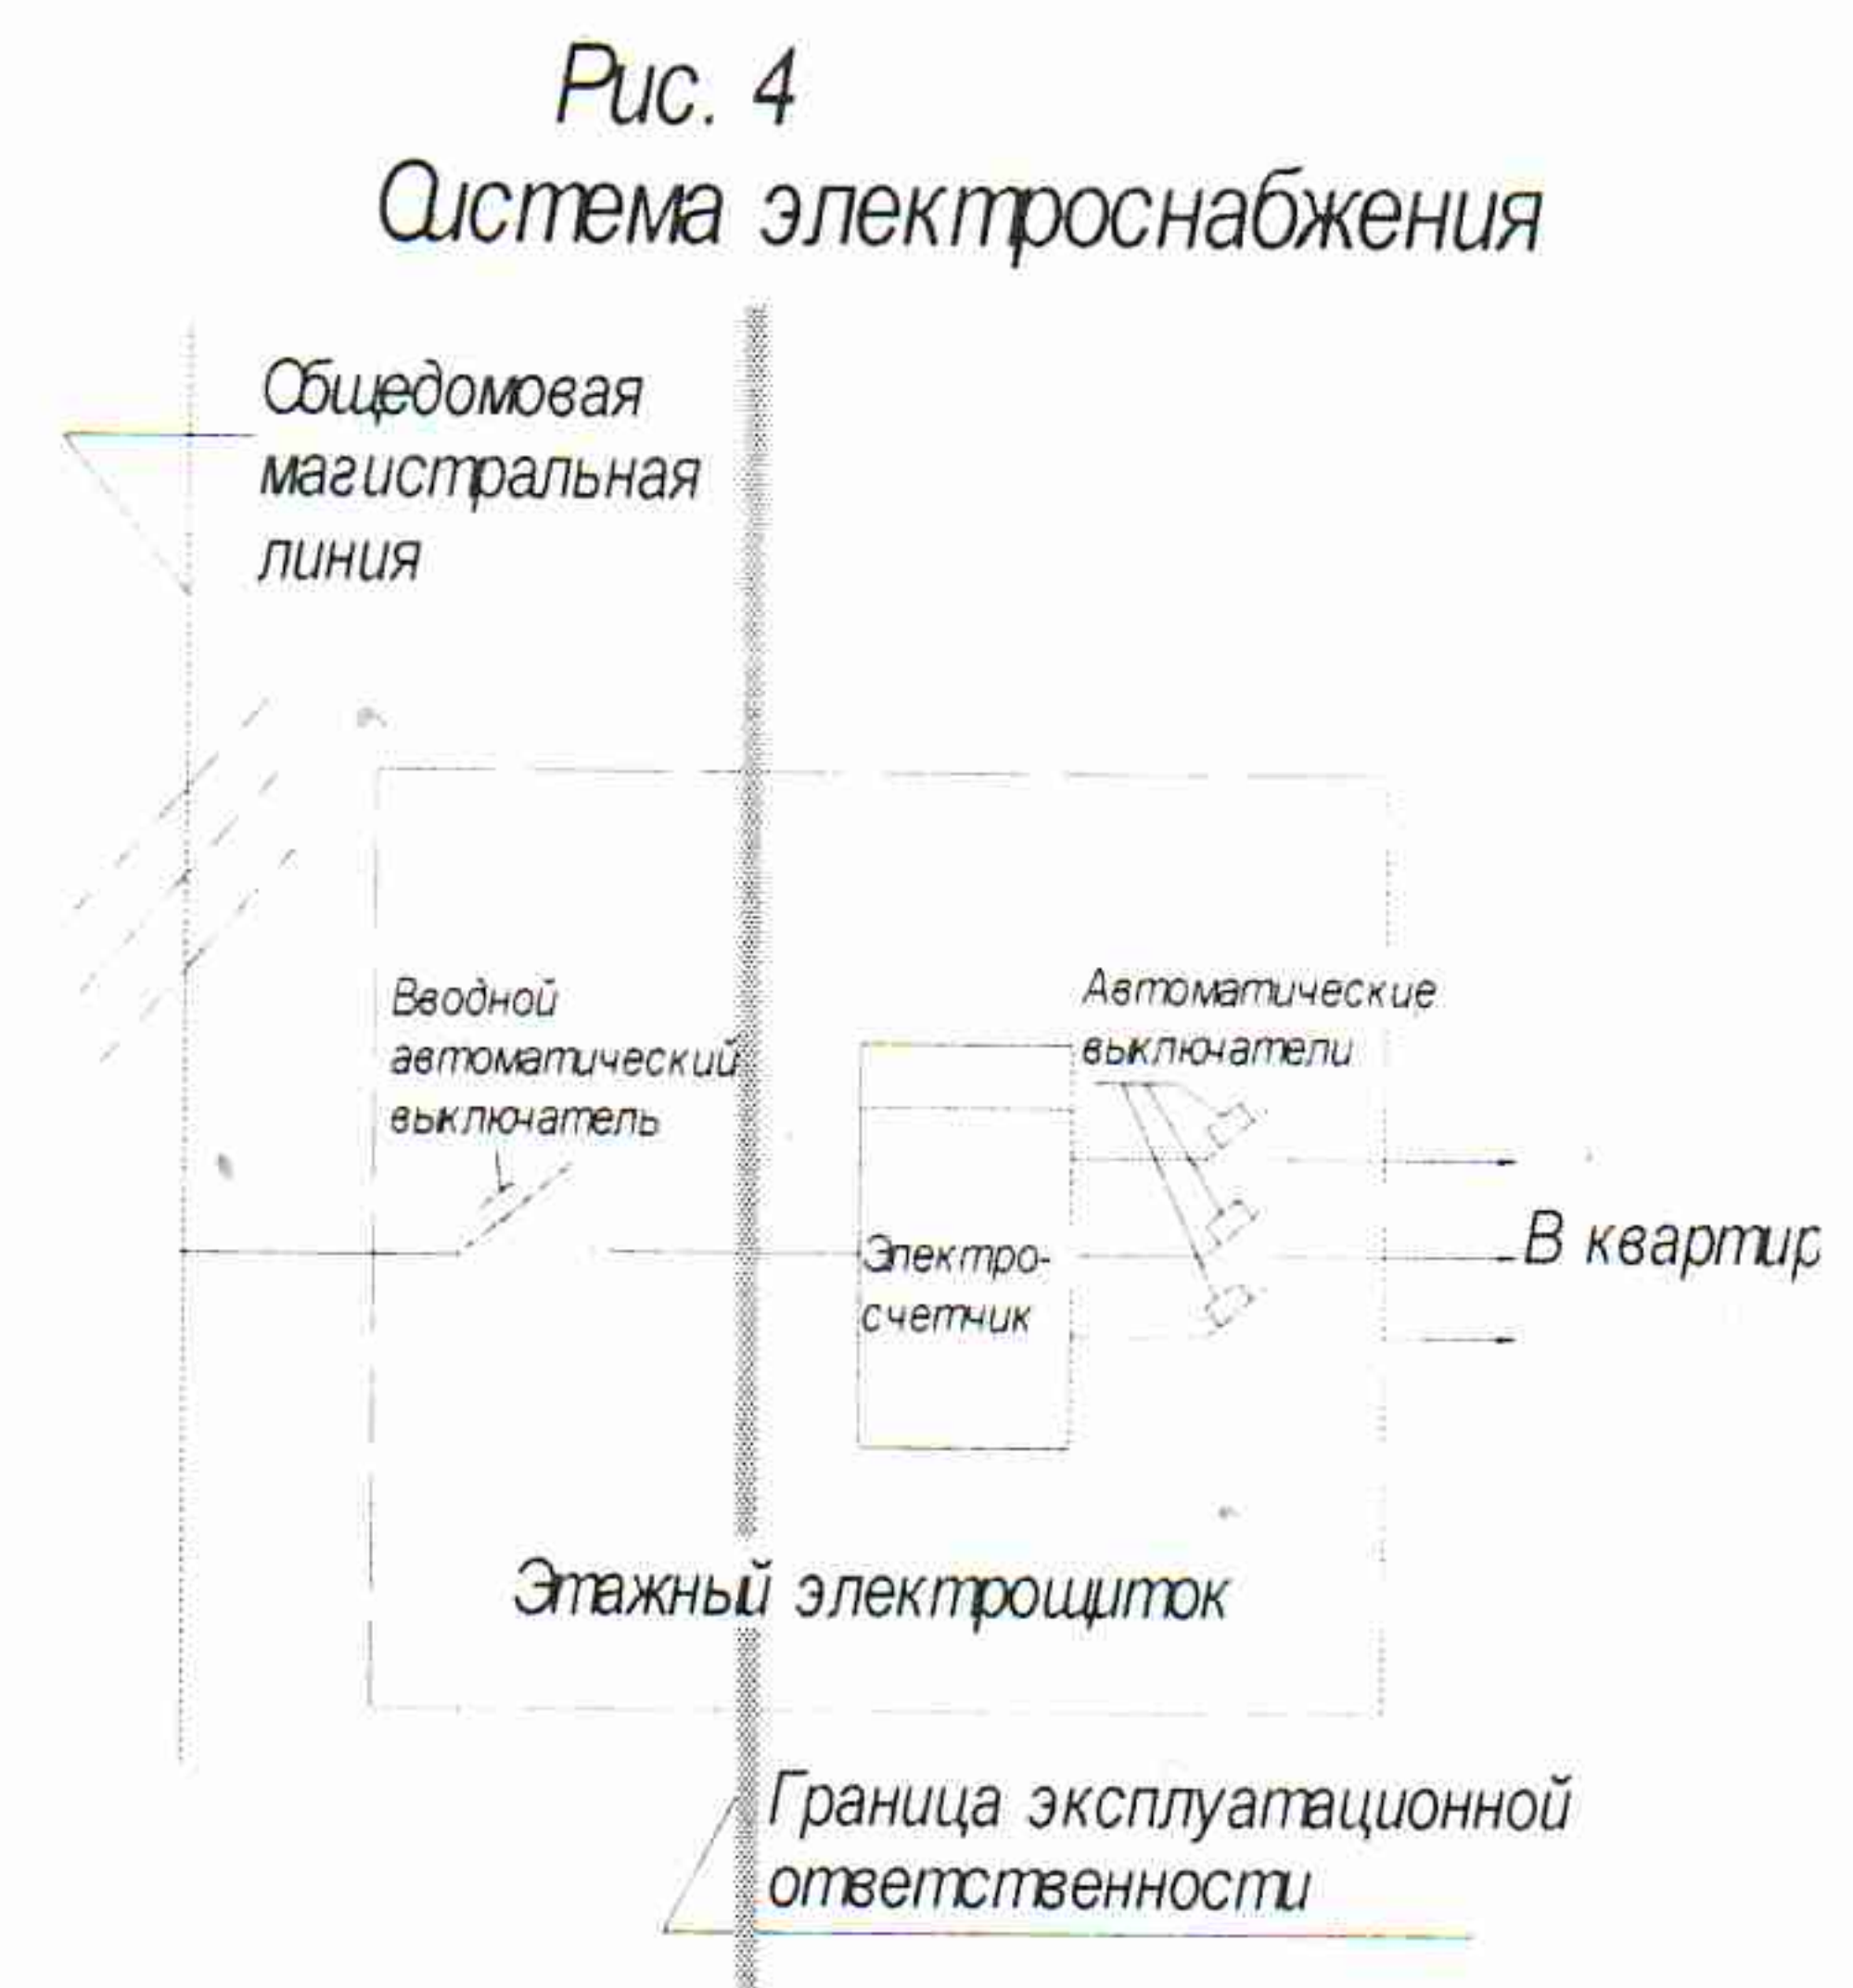 Рис. 4
Система электроснабжения
Общедомовая
магистральная
линия
Вводной
автоматический
выключатель
Автоматические
выключатели
Электро-
счетчик
В квартир
Этажный электрощиток
Граница эксплуатационной
ответственности